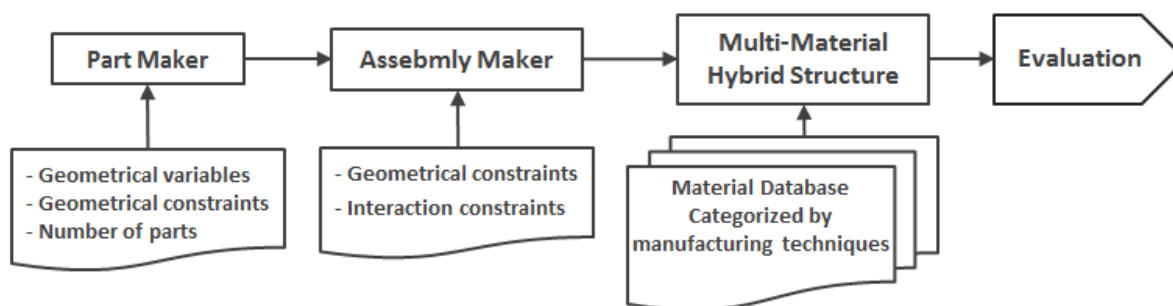 Part Maker
Assebmly Maker
Multi-Material
Hybrid Structure
Evaluation
- Geometrical variables
- Geometrical constraints
- Number of parts
- Geometrical constraints
- Interaction constraints
Material Database
Categorized by
manufacturing techniques